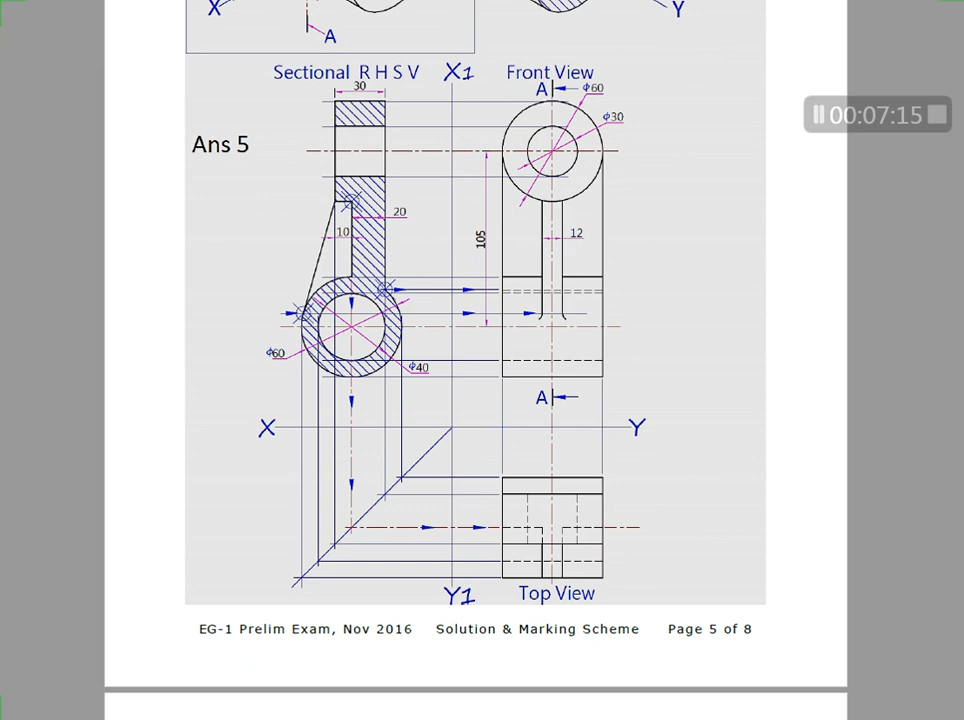 X
Y
A
00:07:15
Sectional R H S V
X1
Front View
30
A
ϕ60
ϕ30
Ans 5
20
10
105
12
ϕ60
ϕ40
A
X
Y
Y1
Top View
EG-1 Prelim Exam, Nov 2016 Solution & Marking Scheme Page 5 of 8